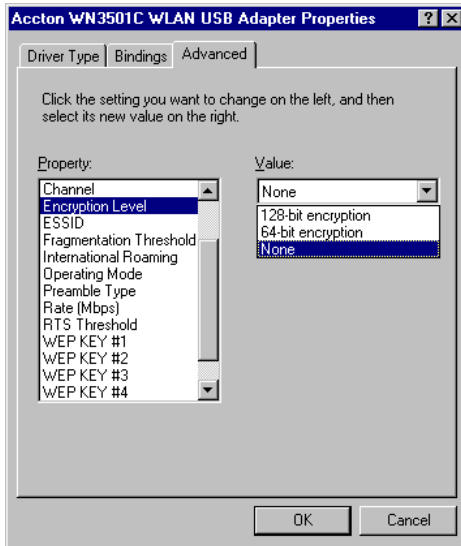 Accton WN3501C WLAN USB Adapter Properties
Driver Type Bindings Advanced
Click the setting you want to change on the left, and then
select its new value on the right.
Property:
Value:
Channel
Encryption Level
ESSID
Fragmentation Threshold
International Roaming
Operating Mode
Preamble Type
Rate (Mbps)
RTS Threshold
WEP KEY #1
WEP KEY #2
WEP KEY #3
WEP KEY #4
None
128-bit encryption
64-bit encryption
None
OK
Cancel